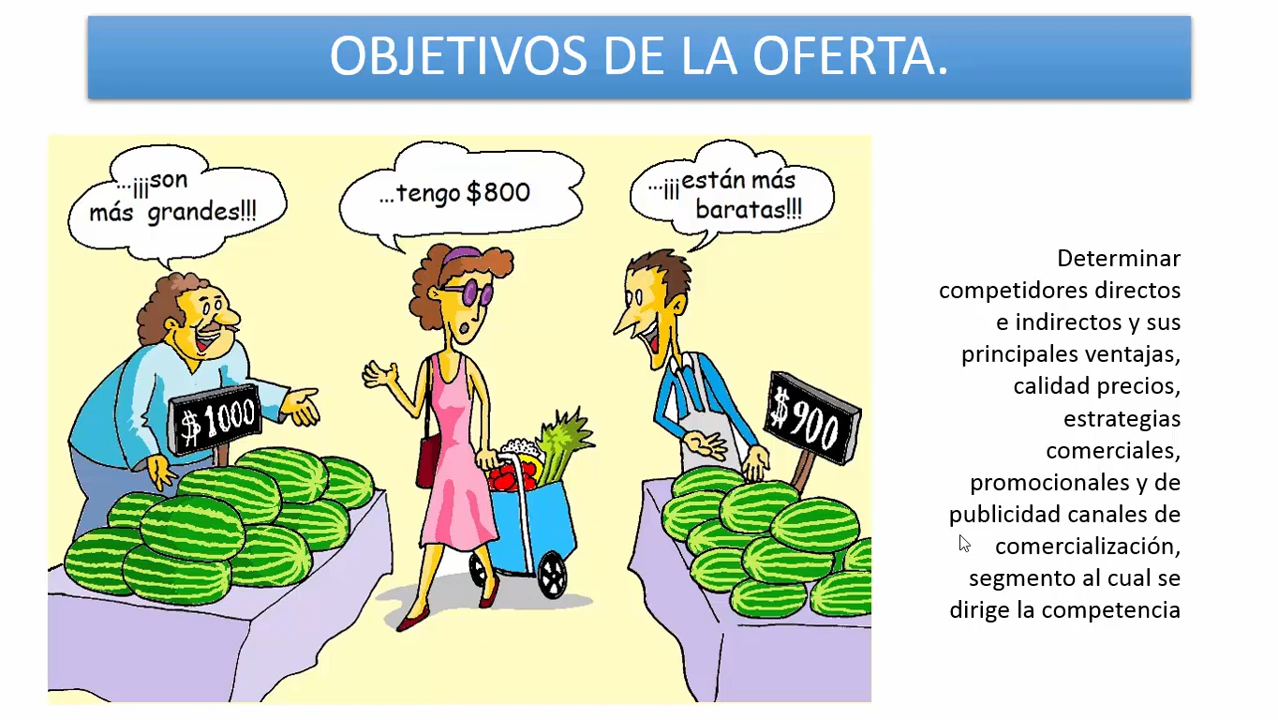 OBJETIVOS DE LA OFERTA.
...¡¡¡son
más grandes!!!
...tengo $800
...¡¡¡están más
baratas!!!
$1000
$900
Determinar
competidores directos
e indirectos y sus
principales ventajas,
calidad precios,
estrategias
comerciales,
promocionales y de
publicidad canales de
comercialización,
segmento al cual se
dirige la competencia